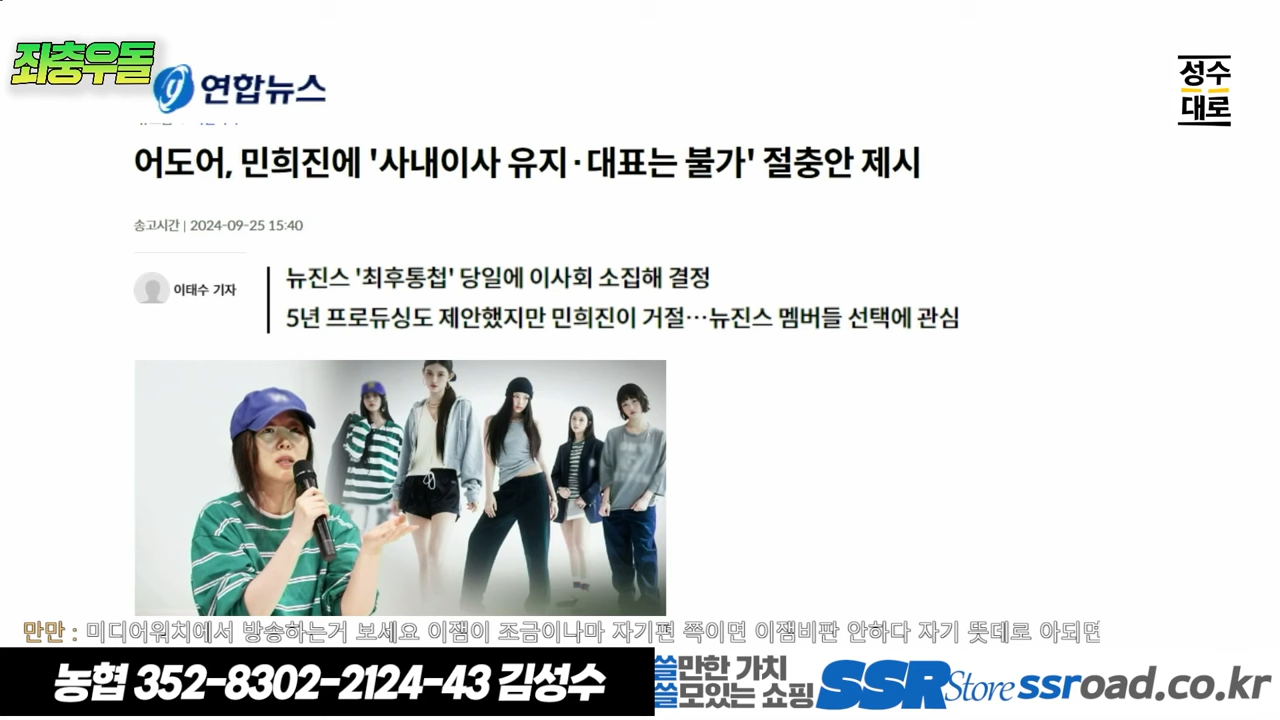 좌충우돌
연합뉴스
성수
대로
어도어, 민희진에 '사내이사 유지·대표는 불가' 절충안 제시
송고시간 | 2024-09-25 15:40
이태수 기자
뉴진스 '최후통첩' 당일에 이사회 소집해 결정
5년 프로듀싱도 제안했지만 민희진이 거절…뉴진스 멤버들 선택에 관심
만만 : 미디어워치에서 방송하는거 보세요 이잼이 조금이나마 자기편 쪽이면 이잼비판 안하다 자기 뜻데로 아되면
농협 352-8302-2124-43 김성수
쓸만한 가치
쓸모있는 쇼핑
SSR Store ssroad.co.kr